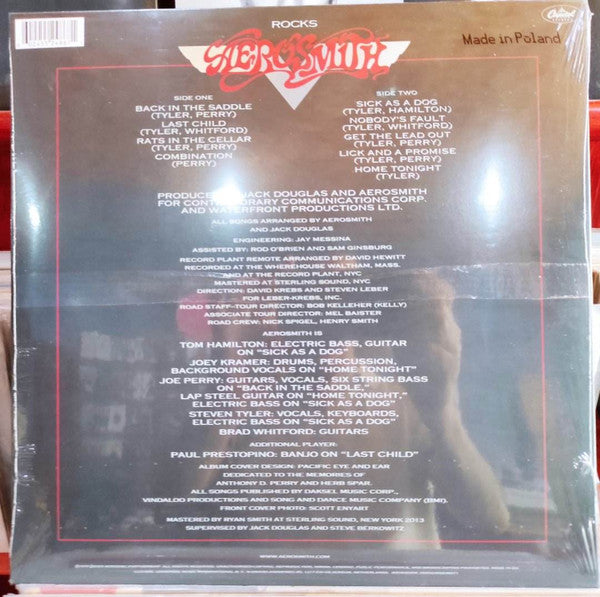 ROCKS
AEROSMITH
Capitol
Made in Poland
SIDE ONE
BACK IN THE SADDLE
(TYLER, PERRY)
LAST CHILD
(TYLER, WHITFORD)
RATS IN THE CELLAR
(TYLER, PERRY)
COMBINATION
(PERRY)
SIDE TWO
SICK AS A DOG
(TYLER, HAMILTON)
NOBODY'S FAULT
(TYLER, WHITFORD)
GET THE LEAD OUT
(TYLER, PERRY)
LICK AND A PROMISE
(TYLER, PERRY)
HOME TONIGHT
(TYLER)
PRODUCED BY JACK DOUGLAS AND AEROSMITH
FOR CONTEMPORARY COMMUNICATIONS CORP.
AND WATERFRONT PRODUCTIONS LTD.
ALL SONGS ARRANGED BY AEROSMITH
AND JACK DOUGLAS
ENGINEERING: JAY MESSINA
ASSISTED BY: ROD O'BRIEN AND SAM GINSBURG
RECORD PLANT REMOTE ARRANGED BY DAVID HEWITT
RECORDED AT THE WHEREHOUSE WALTHAM, MASS.
AND AT THE RECORD PLANT, NYC
MASTERED AT STERLING SOUND, NYC
DIRECTION: DAVID KREBS AND STEVEN LEBER
FOR LEBER-KREBS, INC.
ROAD STAFF-TOUR DIRECTOR: BOB KELLEHER (KELLY)
ASSOCIATE TOUR DIRECTOR: MEL BAISTER
ROAD CREW: NICK SPIGEL, HENRY SMITH
AEROSMITH IS
TOM HAMILTON: ELECTRIC BASS, GUITAR
ON "SICK AS A DOG"
JOEY KRAMER: DRUMS, PERCUSSION,
BACKGROUND VOCALS ON "HOME TONIGHT"
JOE PERRY: GUITARS, VOCALS, SIX STRING BASS
ON "BACK IN THE SADDLE,"
LAP STEEL GUITAR ON "HOME TONIGHT,"
ELECTRIC BASS ON "SICK AS A DOG"
STEVEN TYLER: VOCALS, KEYBOARDS,
ELECTRIC BASS ON "SICK AS A DOG"
BRAD WHITFORD: GUITARS
ADDITIONAL PLAYER:
PAUL PRESTOPINO: BANJO ON "LAST CHILD"
ALBUM COVER DESIGN: PACIFIC EYE AND EAR
DEDICATED TO THE MEMORIES OF
ANTHONY D. PERRY AND HERB SPAR.
ALL SONGS PUBLISHED BY DAKSEL MUSIC CORP.,
VINDALDO PRODUCTIONS AND SONG AND DANCE MUSIC COMPANY (BMI).
FRONT COVER PHOTO: SCOTT ENYART
MASTERED BY RYAN SMITH AT STERLING SOUND, NEW YORK 2013
SUPERVISED BY JACK DOUGLAS AND STEVE BERKOWITZ
WWW.AEROSMITH.COM